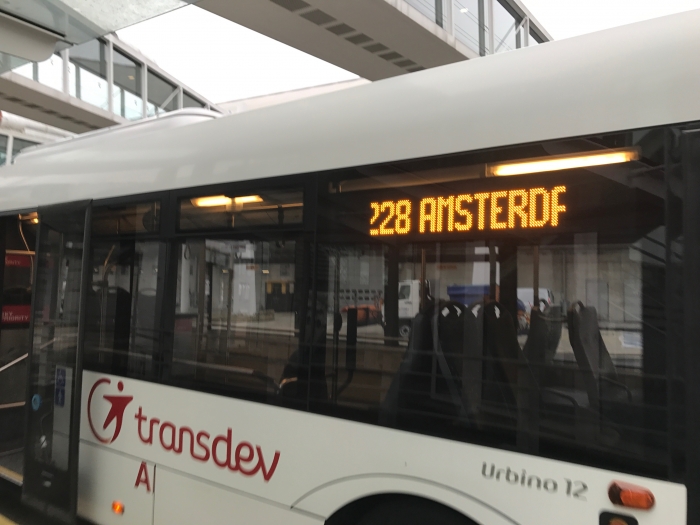 228 AMSTERDF
transdev
A
Urbino 12